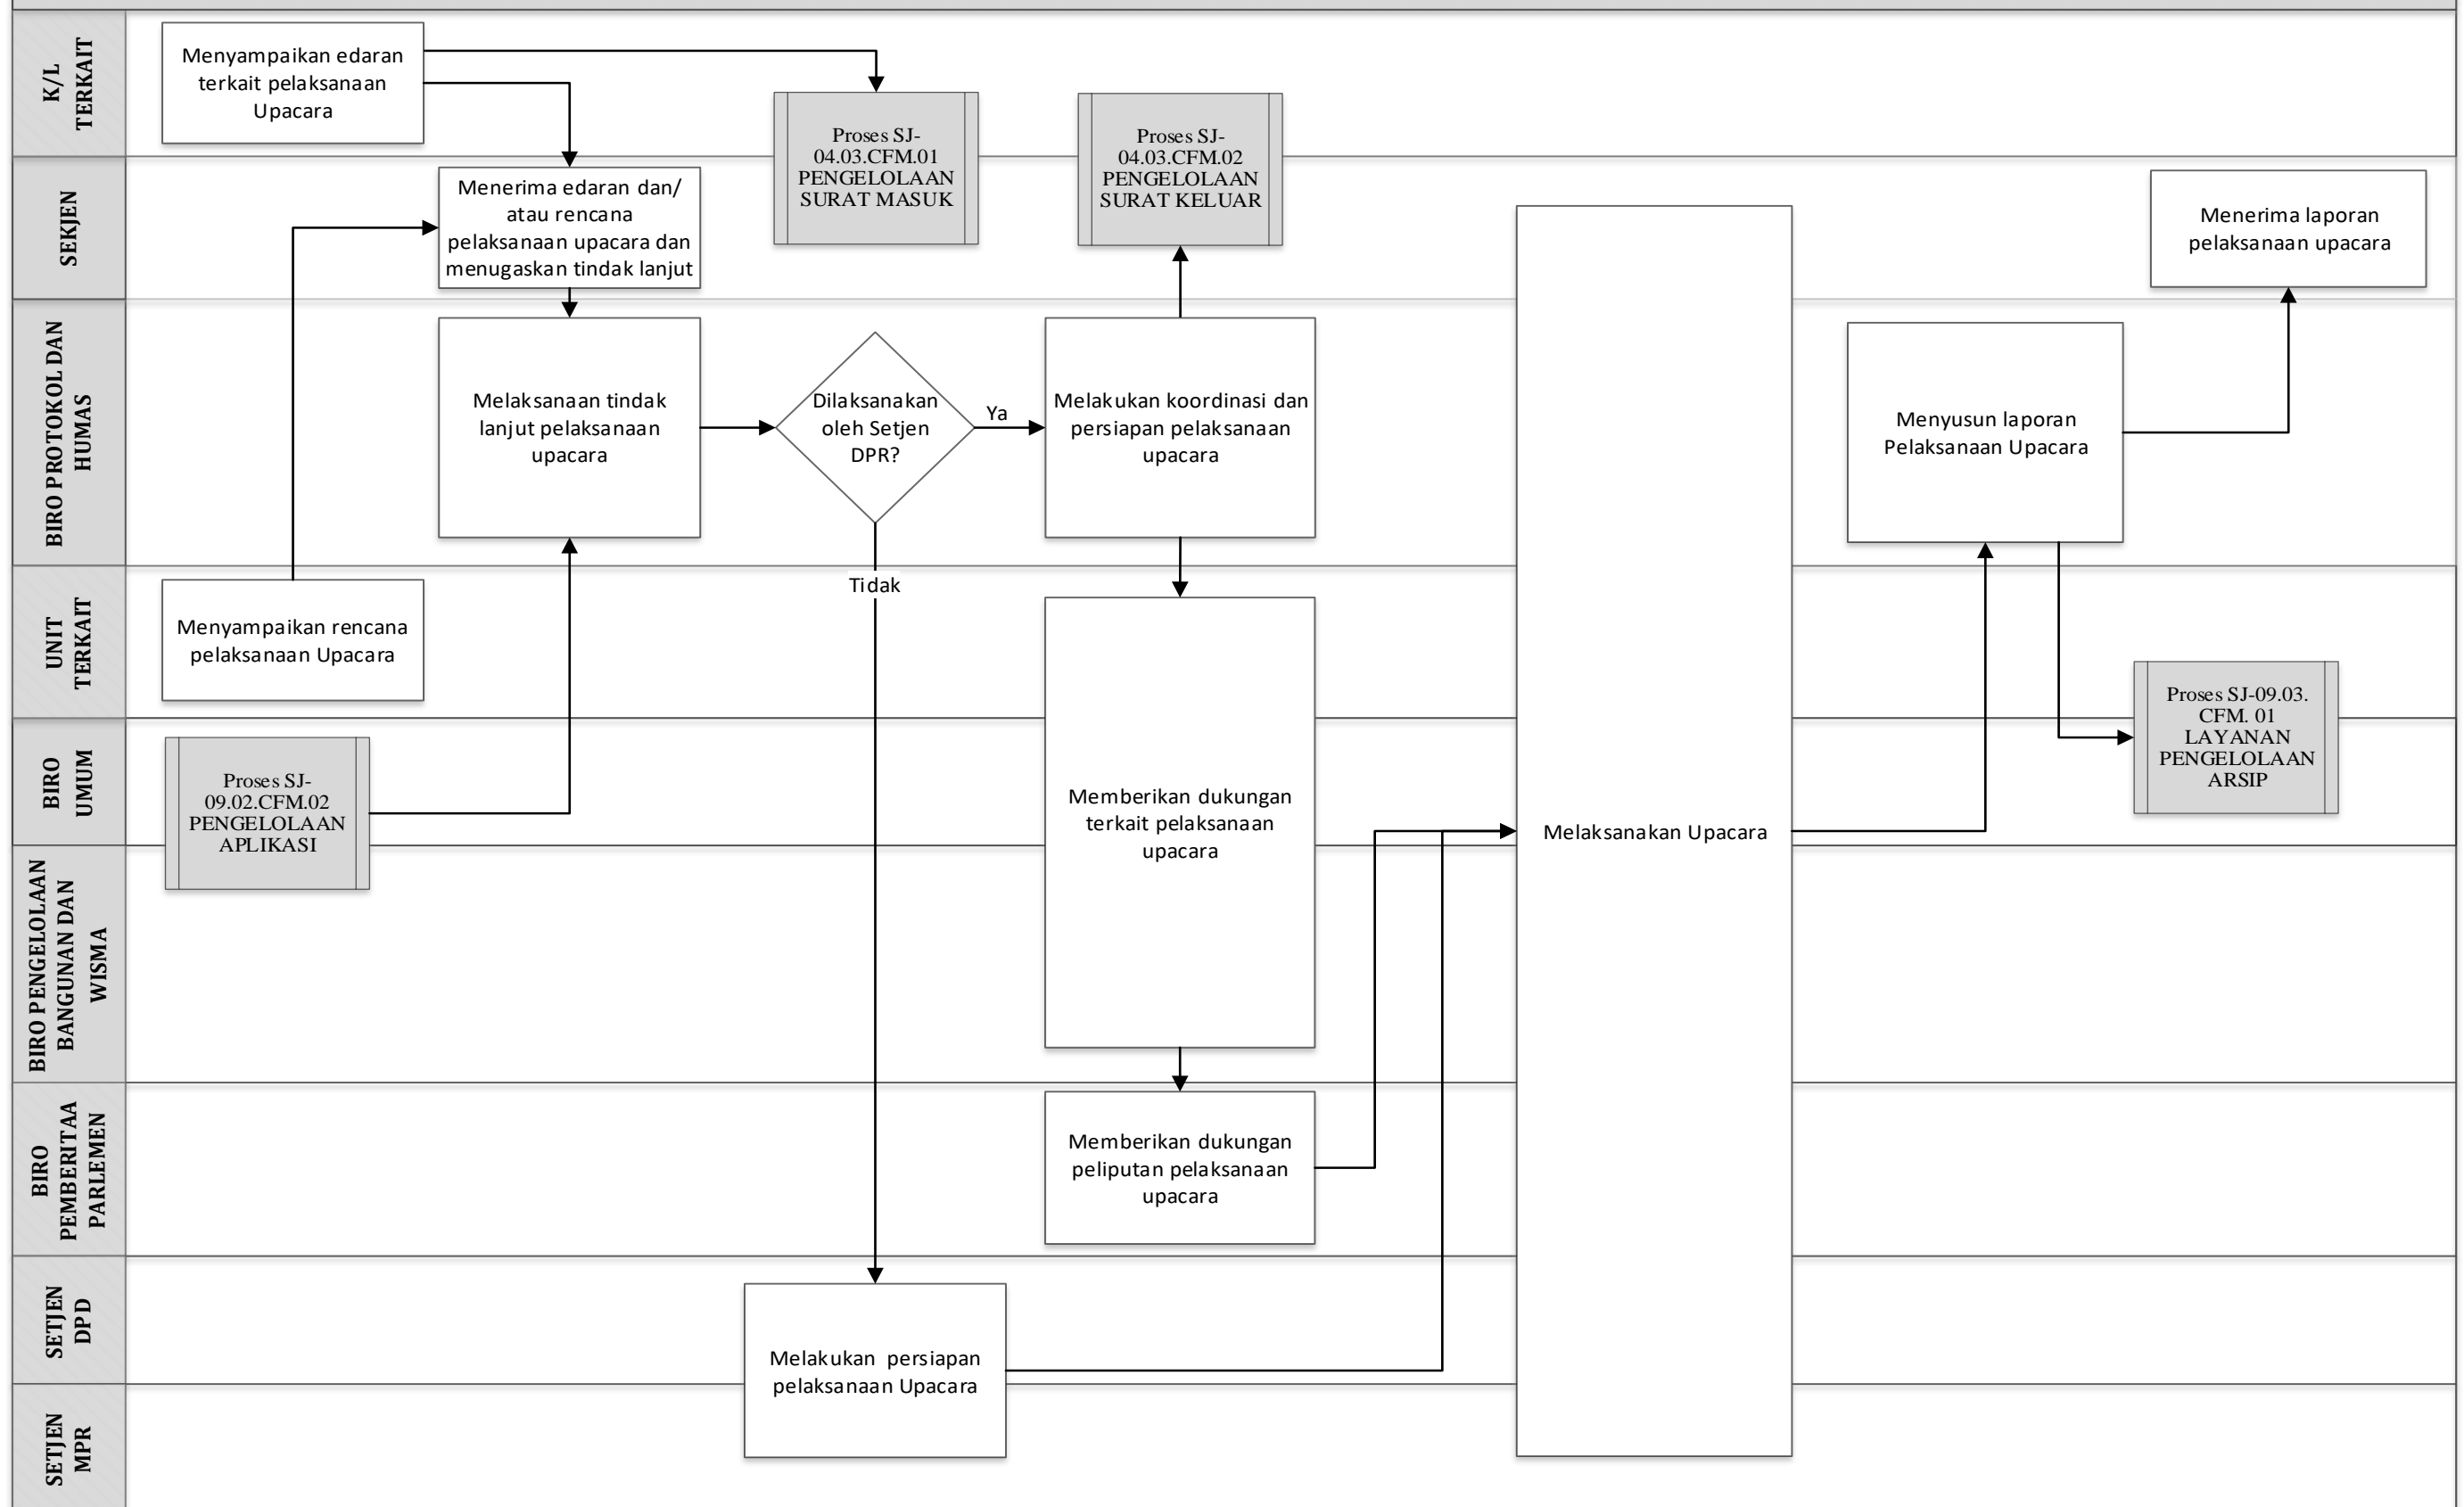 K/L
TERKAIT
Menyampaikan edaran
terkait pelaksanaan
Upacara
Proses SJ-
04.03.CFM.01
PENGELOLAAN
SURAT MASUK
Proses SJ-
04.03.CFM.02
PENGELOLAAN
SURAT KELUAR
SEKJEN
Menerima edaran dan/
atau rencana
pelaksanaan upacara dan
menugaskan tindak lanjut
Menerima laporan
pelaksanaan upacara
BIRO PROTOKOL DAN
HUMAS
Melaksanaan tindak
lanjut pelaksanaan
upacara
Dilaksanakan
oleh Setjen
DPR?
Ya
Tidak
Melakukan koordinasi dan
persiapan pelaksanaan
upacara
Menyusun laporan
Pelaksanaan Upacara
UNIT
TERKAIT
Menyampaikan rencana
pelaksanaan Upacara
Proses SJ-09.03.
CFM. 01
LAYANAN
PENGELOLAAN
ARSIP
BIRO
UMUM
Proses SJ-
09.02.CFM.02
PENGELOLAAN
APLIKASI
Memberikan dukungan
terkait pelaksanaan
upacara
Melaksanakan Upacara
BIRO PENGELOLAAN
BANGUNAN DAN
WISMA
BIRO
PEMBERITAA
PARLEMEN
Memberikan dukungan
peliputan pelaksanaan
upacara
SETJEN
DPD
Melakukan  persiapan
pelaksanaan Upacara
SETJEN
MPR